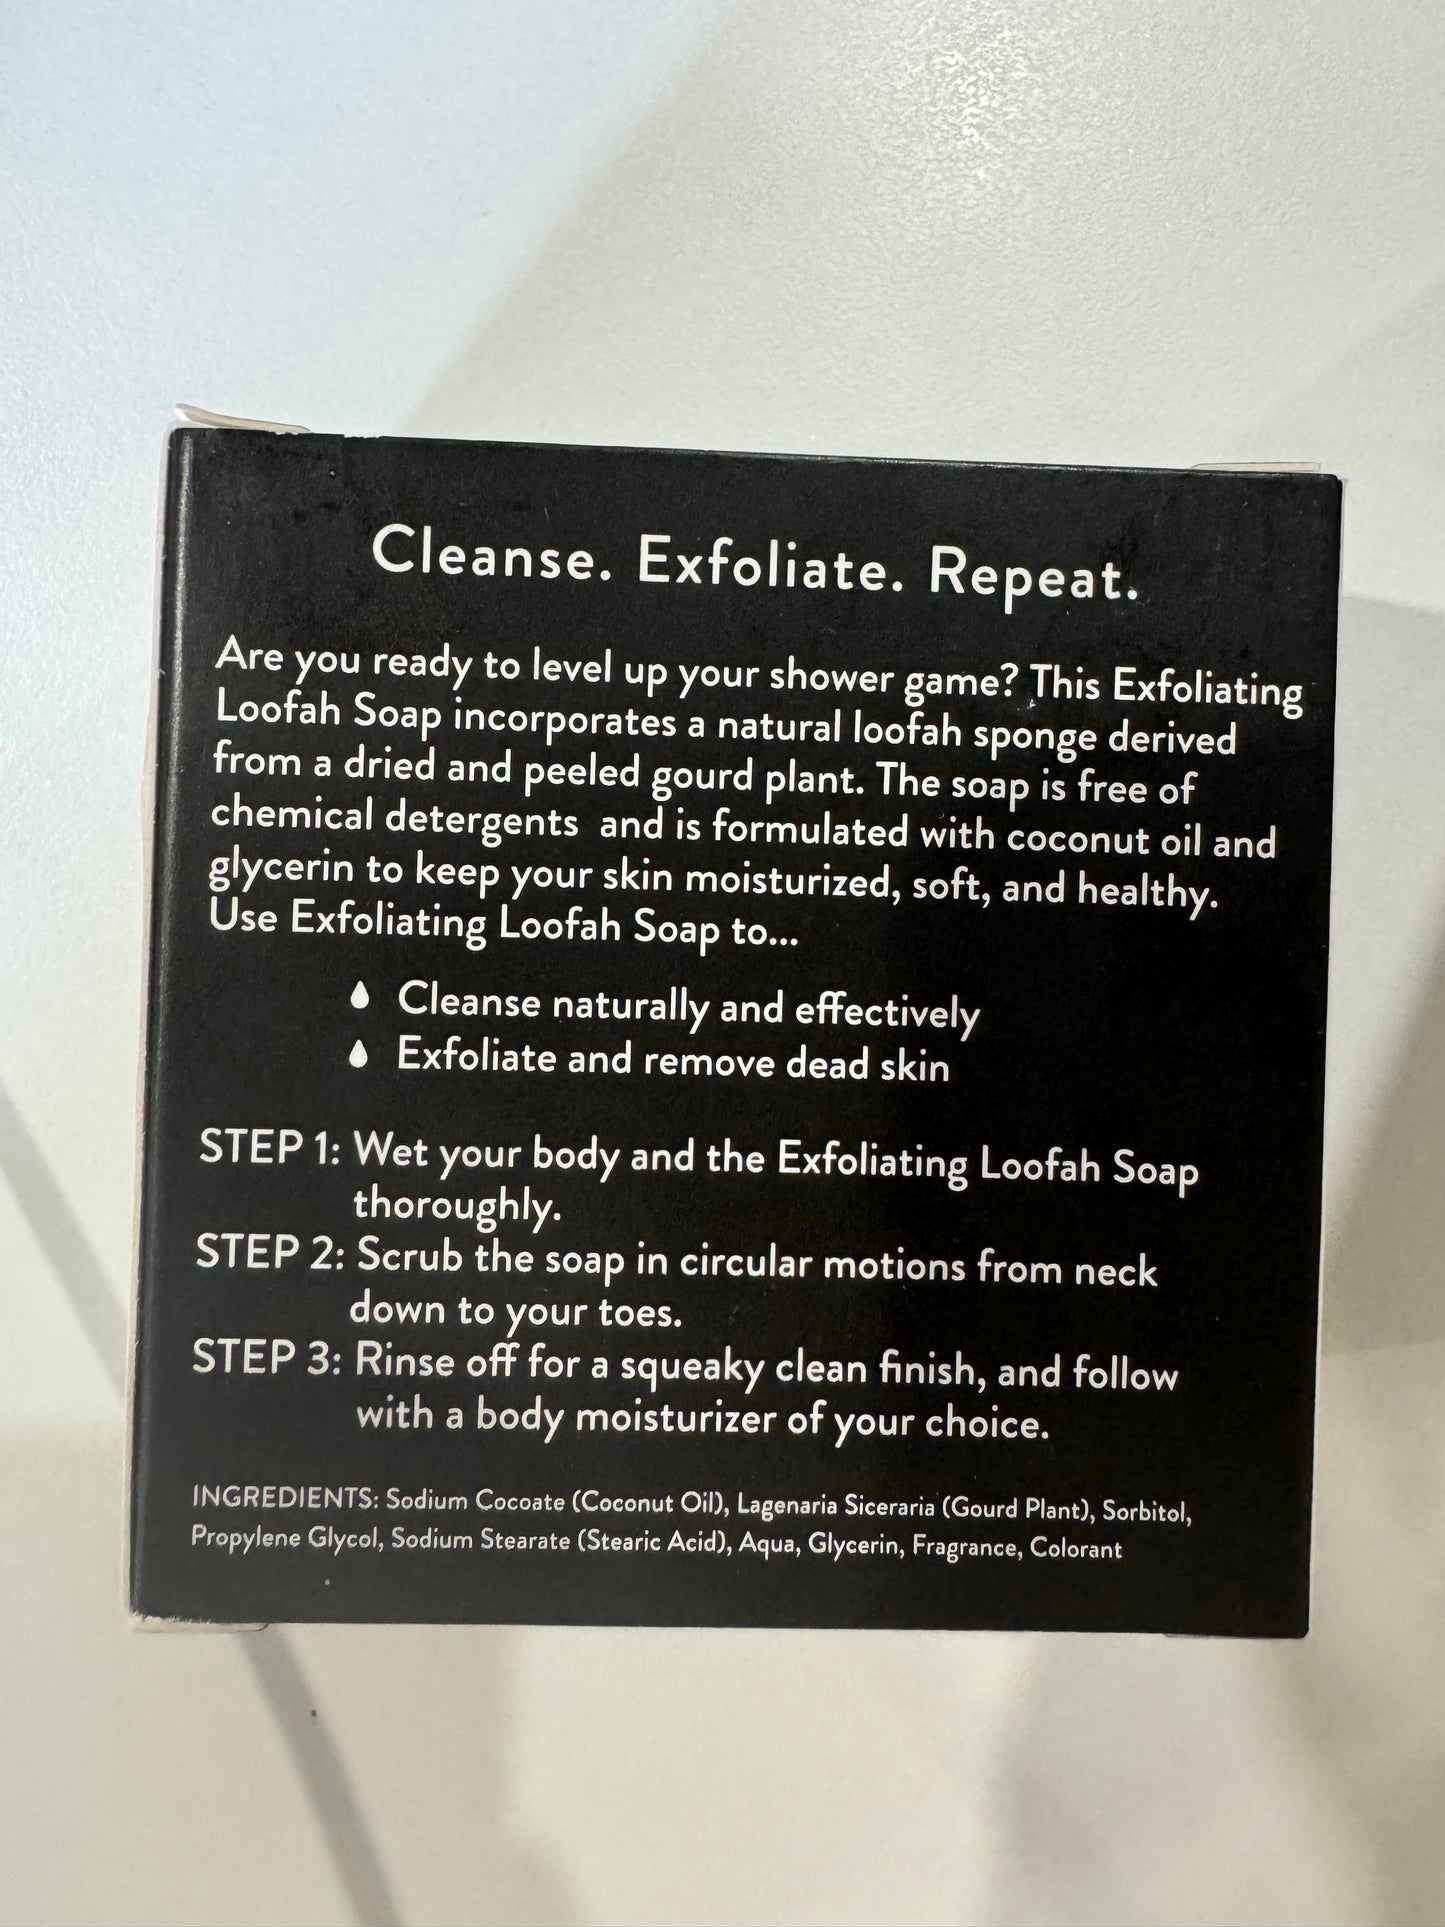 Cleanse. Exfoliate. Repeat.
Are you ready to level up your shower game? This Exfoliating
Loofah Soap incorporates a natural loofah sponge derived
from a dried and peeled gourd plant. The soap is free of
chemical detergents  and is formulated with coconut oil and
glycerin to keep your skin moisturized, soft, and healthy.
Use Exfoliating Loofah Soap to...
Cleanse naturally and effectively
Exfoliate and remove dead skin
STEP 1: Wet your body and the Exfoliating Loofah Soap
thoroughly.
STEP 2: Scrub the soap in circular motions from neck
down to your toes.
STEP 3: Rinse off for a squeaky clean finish, and follow
with a body moisturizer of your choice.
INGREDIENTS: Sodium Cocoate (Coconut Oil), Lagenaria Siceraria (Gourd Plant), Sorbitol,
Propylene Glycol, Sodium Stearate (Stearic Acid), Aqua, Glycerin, Fragrance, Colorant